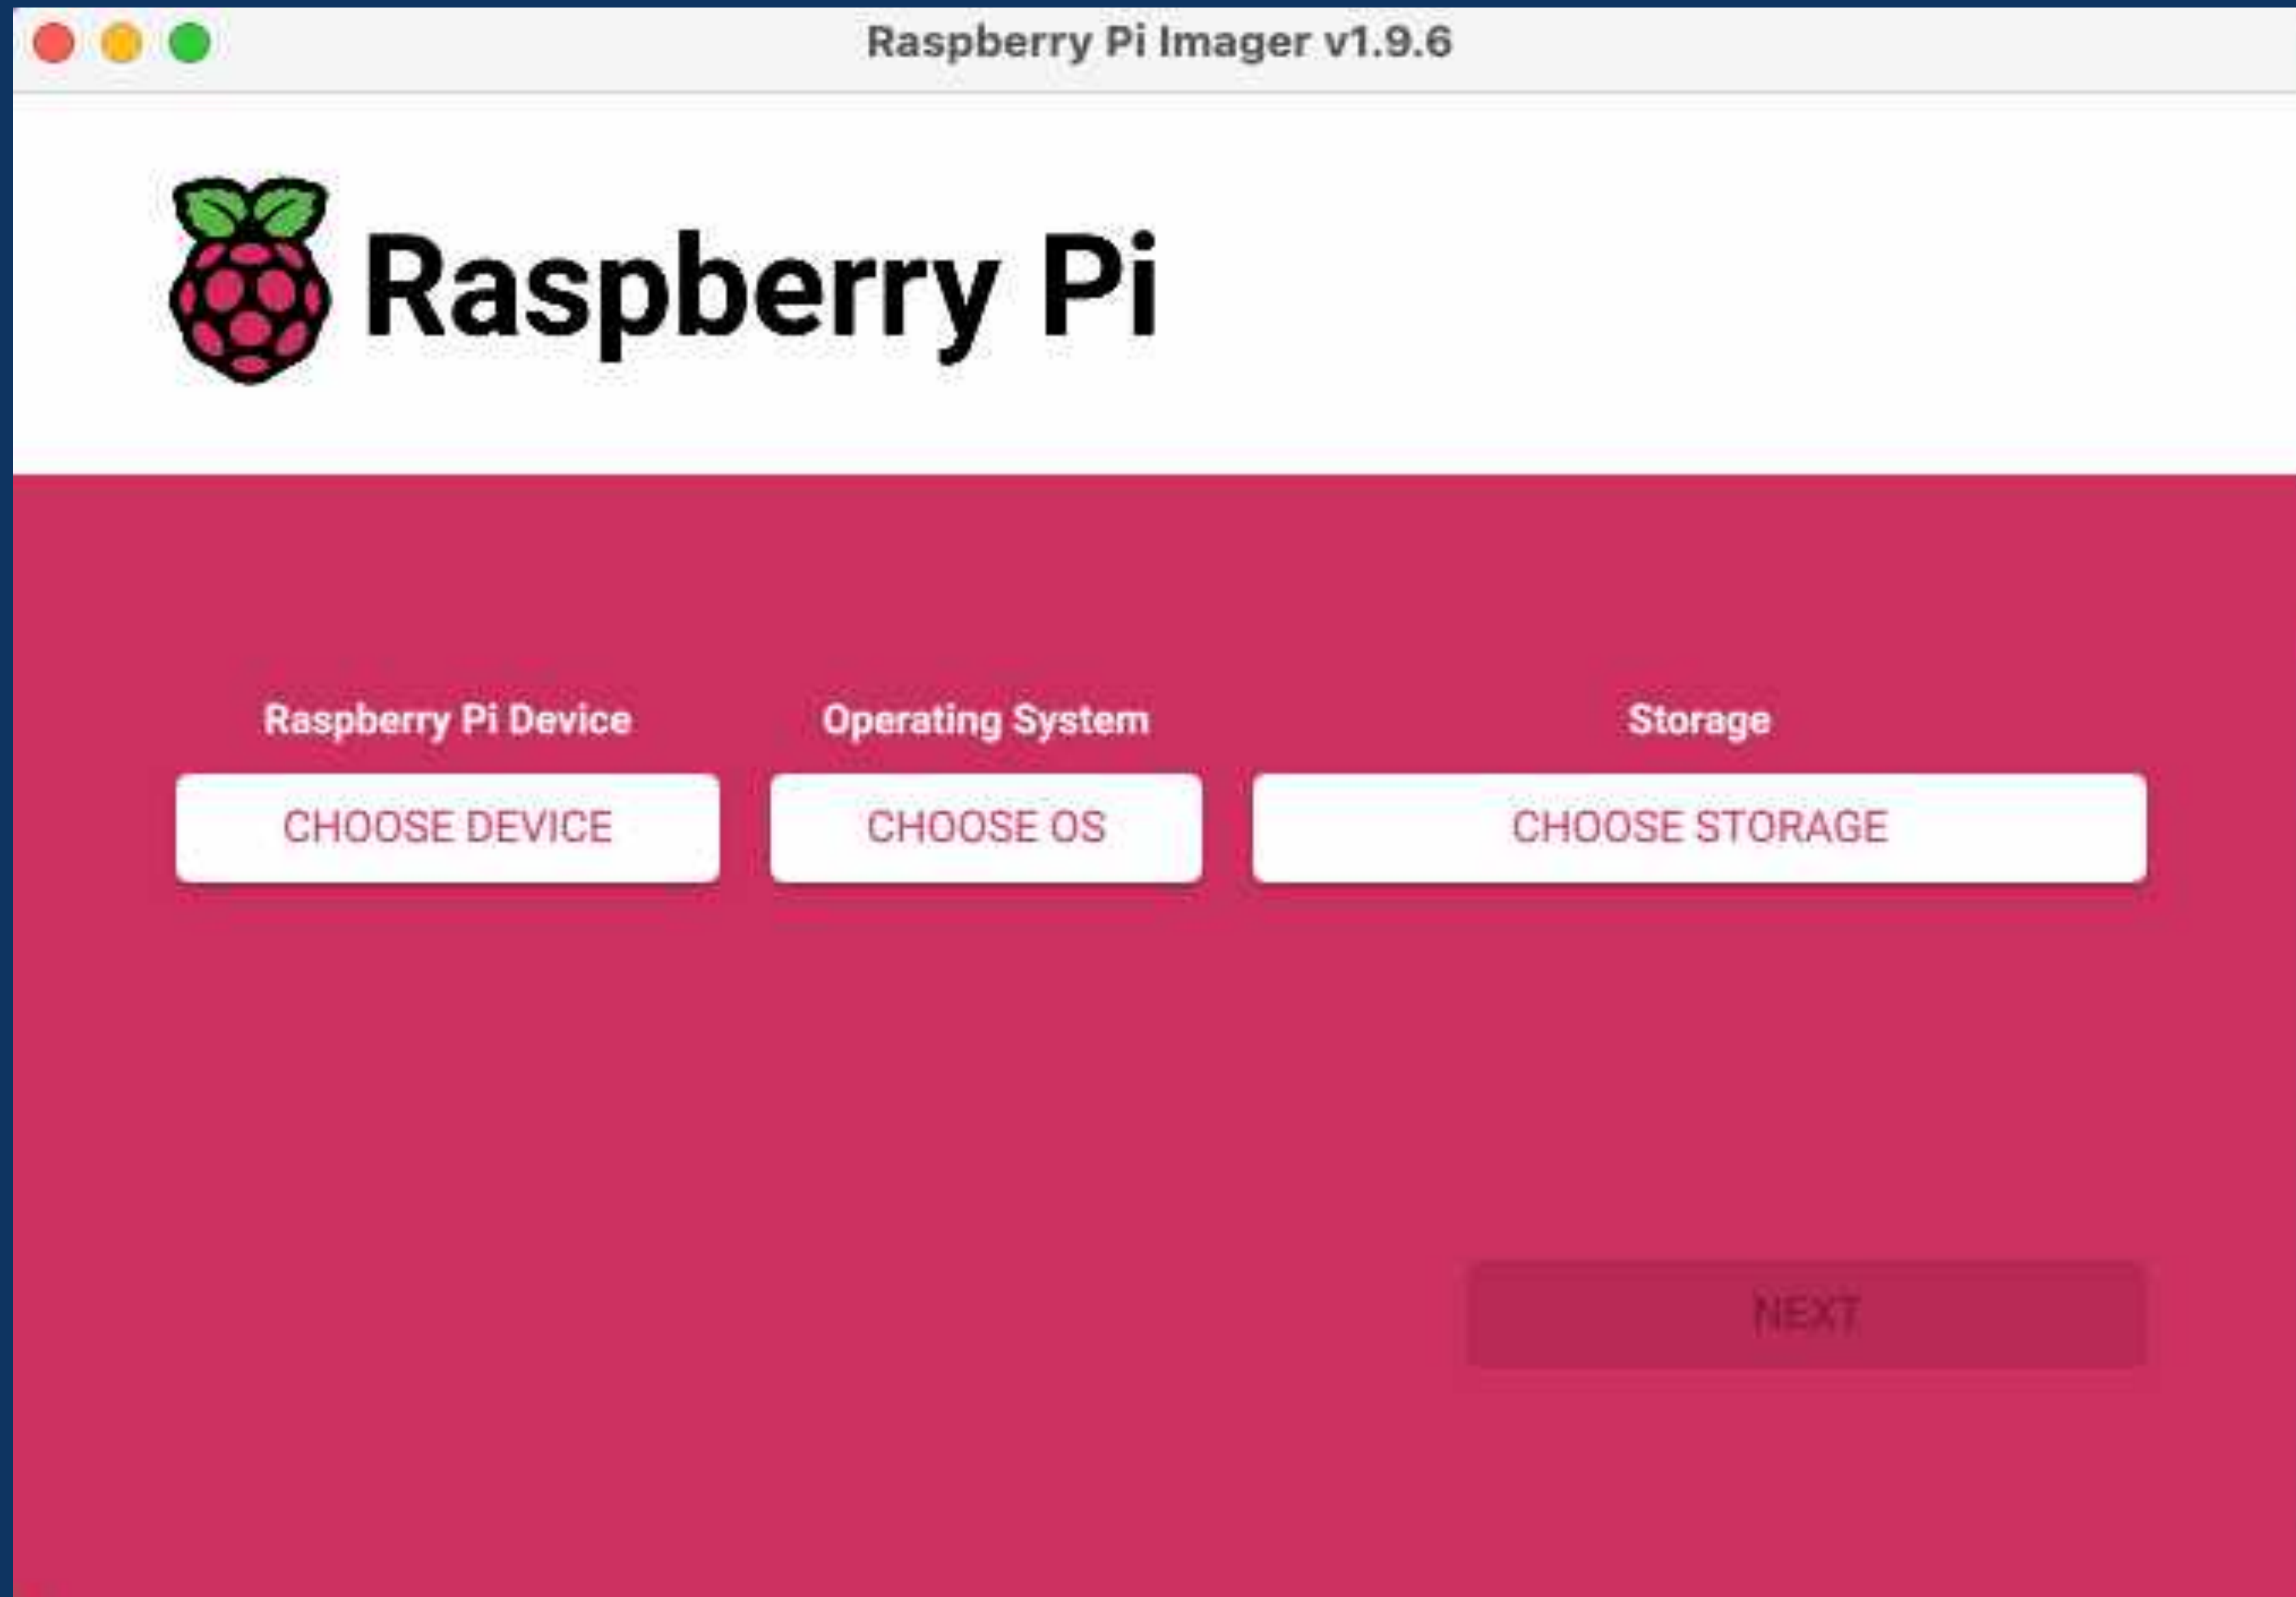 Raspberry Pi Imager v1.9.6
Raspberry Pi
Raspberry Pi Device
Operating System
Storage
CHOOSE DEVICE
CHOOSE OS
CHOOSE STORAGE
NEXT